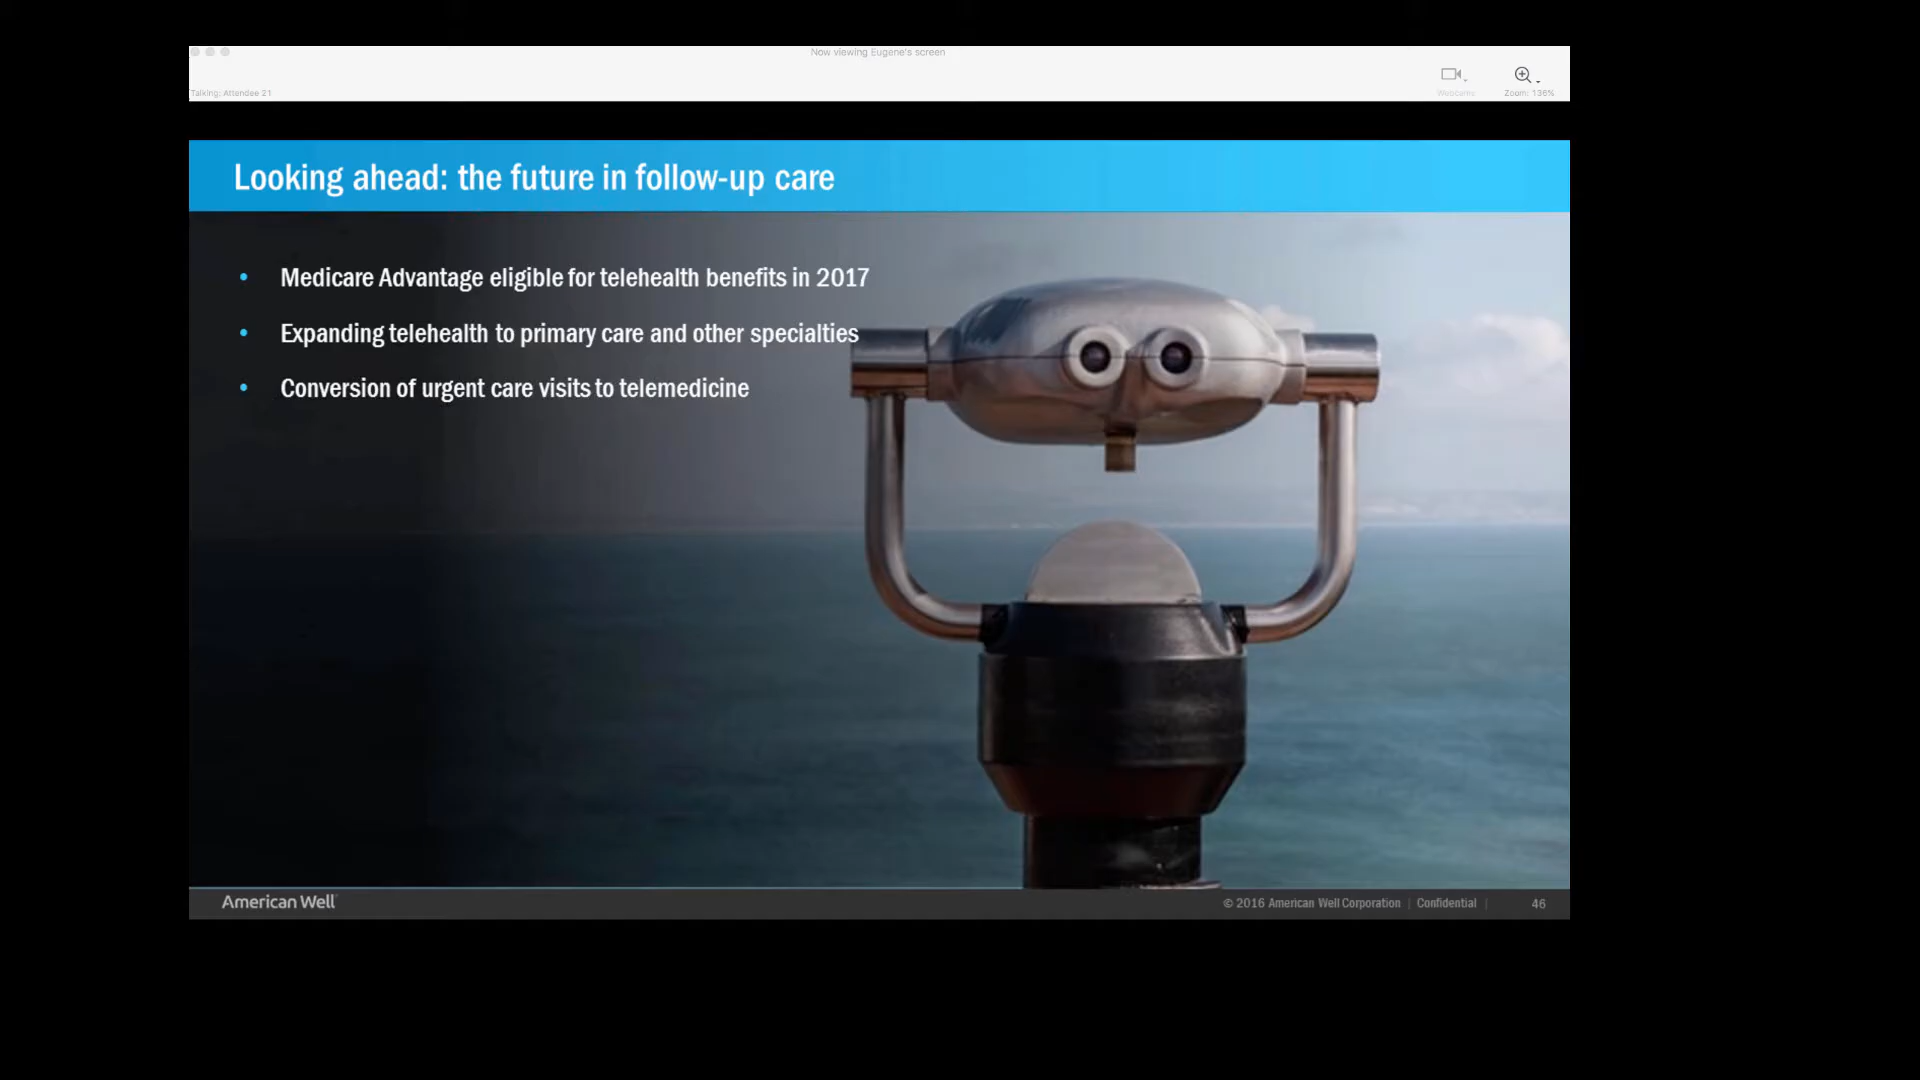 Now viewing Eugene's screen
Talking: Attendee 21
Webcams
Zoom: 136%
Looking ahead: the future in follow-up care
• Medicare Advantage eligible for telehealth benefits in 2017
• Expanding telehealth to primary care and other specialties
• Conversion of urgent care visits to telemedicine
American Well
© 2016 American Well Corporation | Confidential | 46